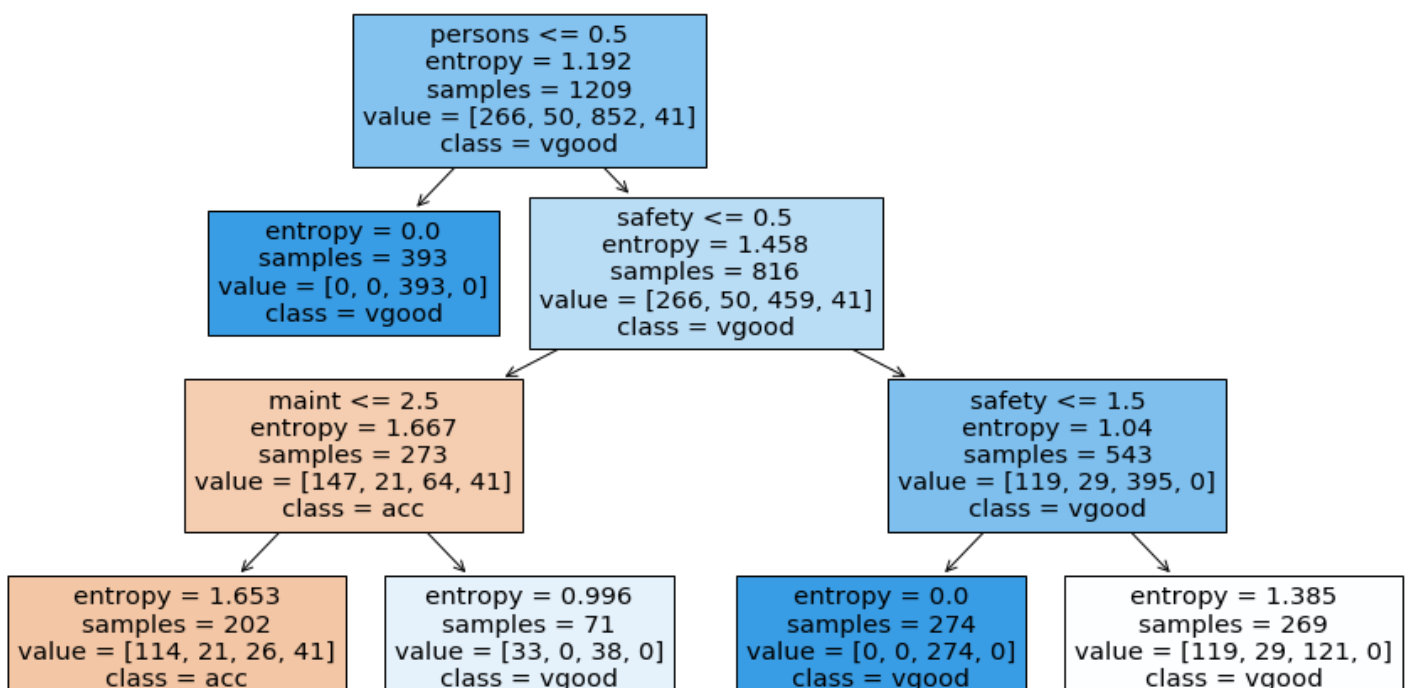 persons <= 0.5
entropy = 1.192
samples = 1209
value = [266, 50, 852, 41]
class = vgood
entropy = 0.0
samples = 393
value = [0, 0, 393, 0]
class = vgood
safety <= 0.5
entropy = 1.458
samples = 816
value = [266, 50, 459, 41]
class = vgood
maint <= 2.5
entropy = 1.667
samples = 273
value = [147, 21, 64, 41]
class = acc
safety <= 1.5
entropy = 1.04
samples = 543
value = [119, 29, 395, 0]
class = vgood
entropy = 1.653
samples = 202
value = [114, 21, 26, 41]
class = acc
entropy = 0.996
samples = 71
value = [33, 0, 38, 0]
class = vgood
entropy = 0.0
samples = 274
value = [0, 0, 274, 0]
class = vgood
entropy = 1.385
samples = 269
value = [119, 29, 121, 0]
class = vgood